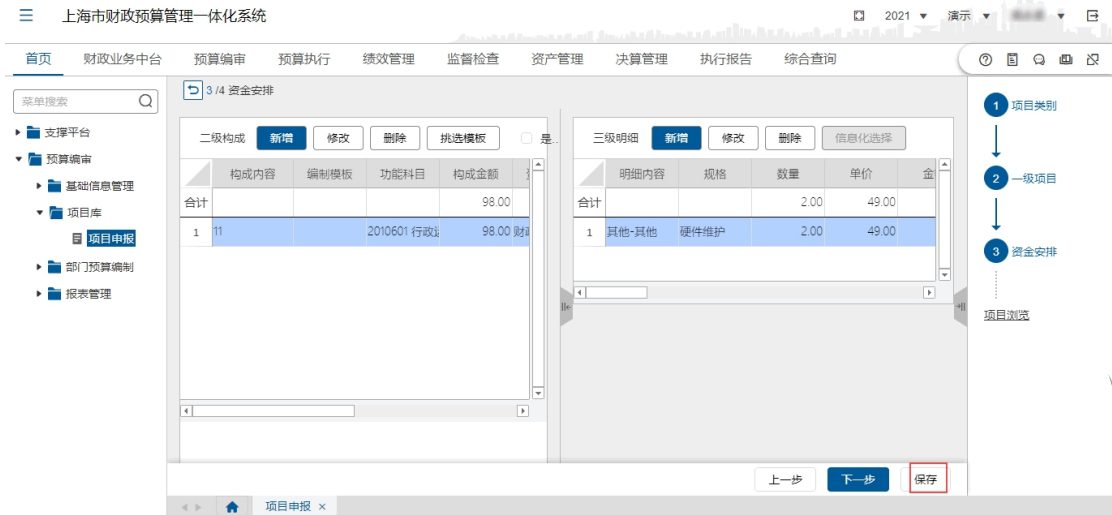 上海市财政预算管理一体化系统 2021 演示
首页 财政业务中台 预算编审 预算执行 绩效管理 监督检查 资产管理 决算管理 执行报告 综合查询
菜单搜索
支撑平台
预算编审
基础信息管理
项目库
项目申报
部门预算编制
报表管理
3 /4 资金安排
二级构成 新增 修改 删除 挑选模板 是..
构成内容 编制模板 功能科目 构成金额
合计 98.00
1 11 2010601 行政运 98.00 财政
三级明细 新增 修改 删除 信息化选择
明细内容 规格 数量 单价 金
合计 2.00 49.00
1 其他-其他 硬件维护 2.00 49.00
1 项目类别
2 一级项目
3 资金安排
项目浏览
上一步 下一步 保存
项目申报 ×